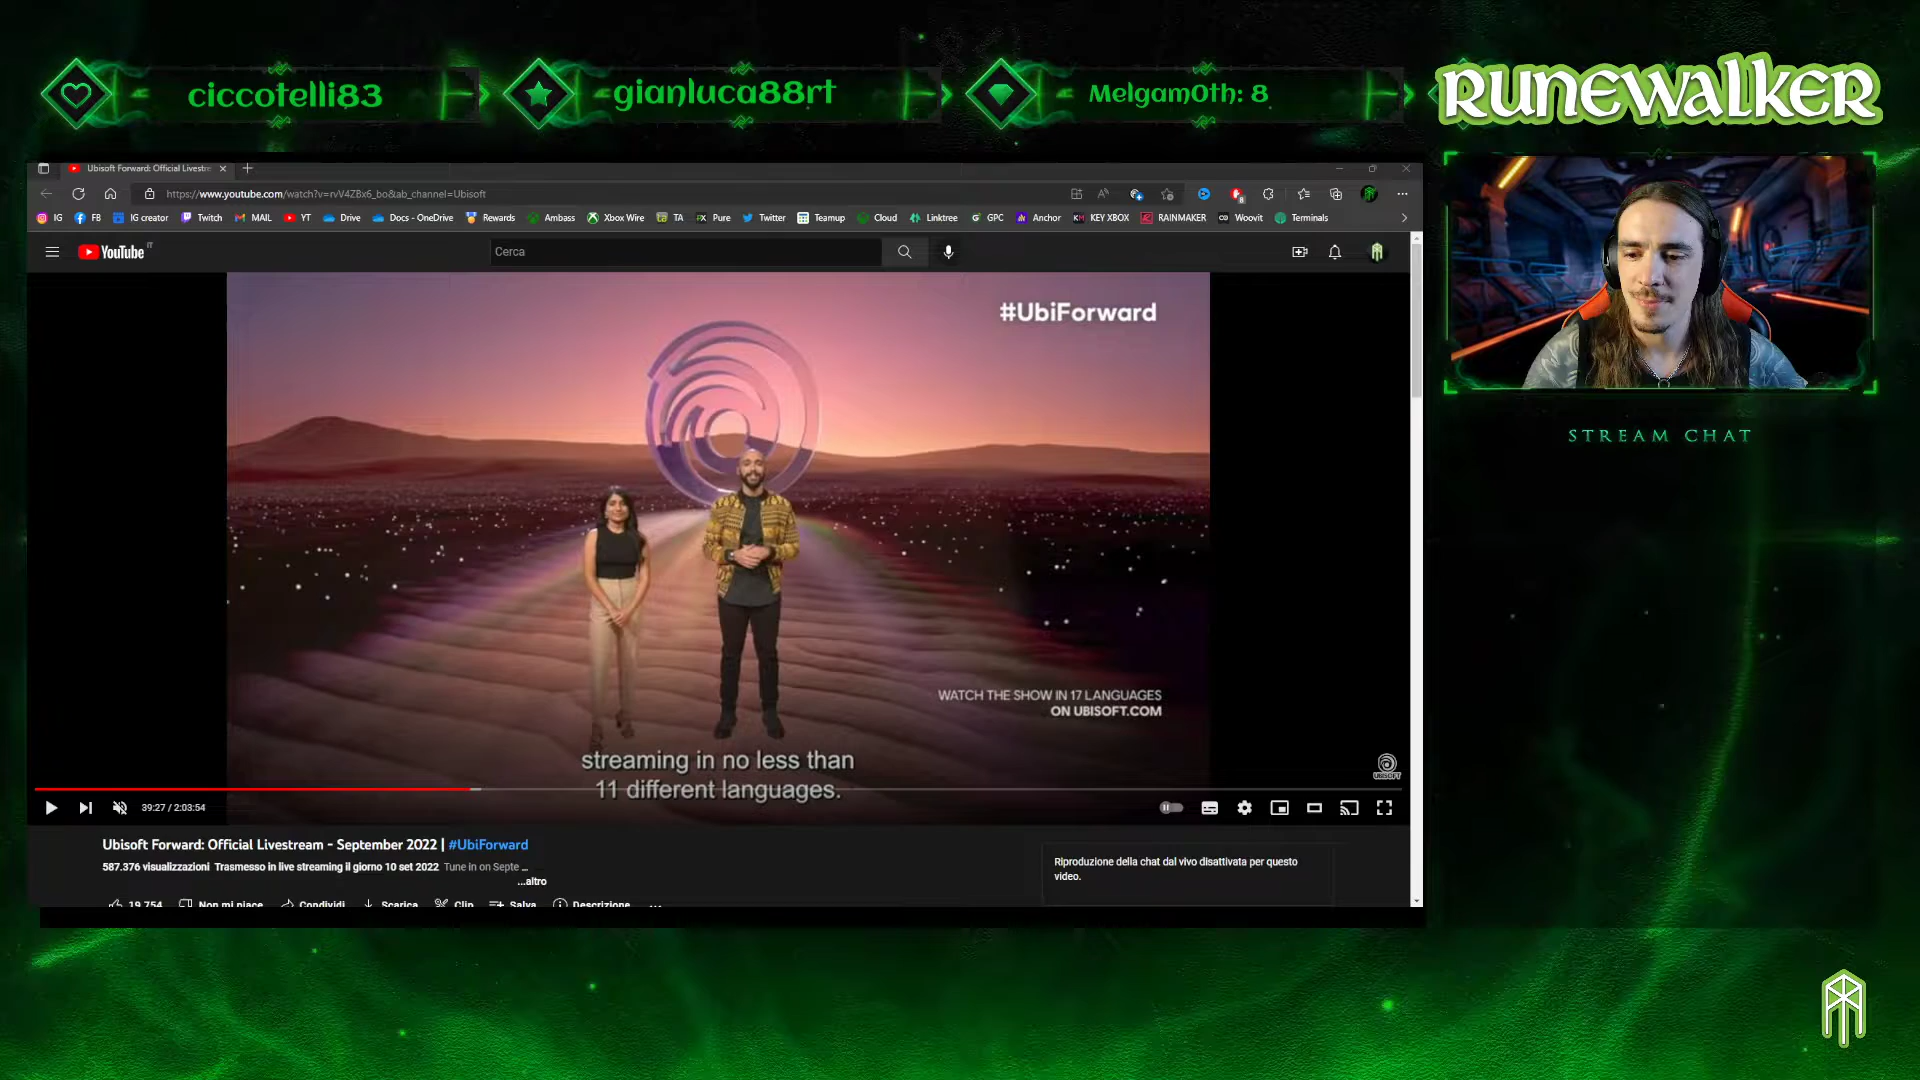 ciccotelli83
gianluca88rt
Melgam0th: 8
RUNEWALKER
Ubisoft Forward: Official Livestre
https://www.youtube.com/watch?v=rvV4ZBx6_bo&ab_channel=Ubisoft
IG FB IG creator Twitch MAIL YT Drive Docs - OneDrive Rewards Ambass Xbox Wire TA Pure Twitter Teamup Cloud Linktree GPC Anchor KEY XBOX RAINMAKER Woovit Terminals
YouTube IT
Cerca
#UbiForward
STREAM CHAT
WATCH THE SHOW IN 17 LANGUAGES
ON UBISOFT.COM
streaming in no less than
11 different languages.
UBISOFT
39:27 / 2:03:54
Ubisoft Forward: Official Livestream - September 2022 | #UbiForward
587.376 visualizzazioni Trasmesso in live streaming il giorno 10 set 2022 Tune in on Septe ...
...altro
Riproduzione della chat dal vivo disattivata per questo
video.
19.754 Non mi piace Condividi Scarica Clip Salva Descrizione ...